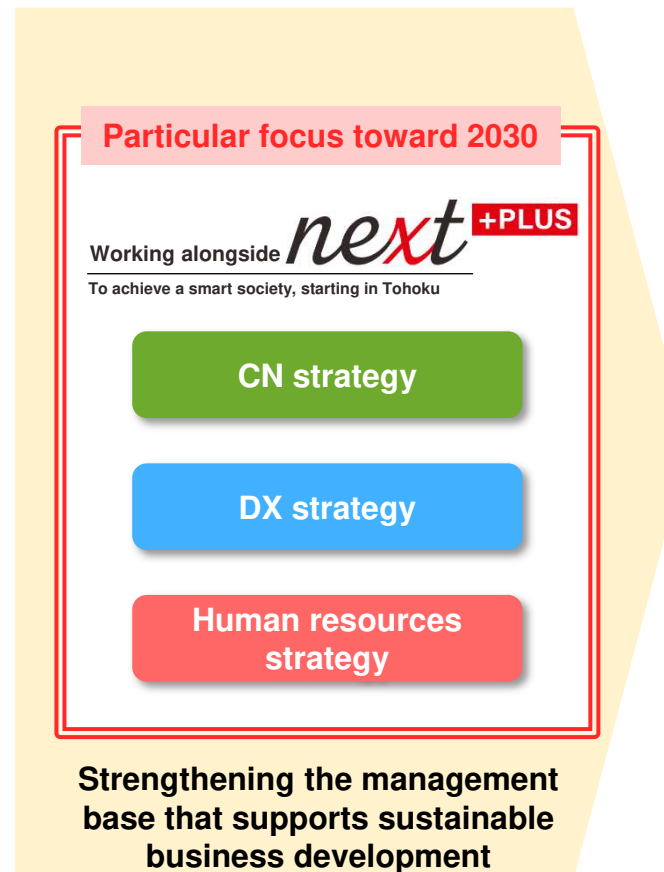 Particular focus toward 2030
Working alongside next +PLUS
To achieve a smart society, starting in Tohoku
CN strategy
DX strategy
Human resources
strategy
Strengthening the management
base that supports sustainable
business development